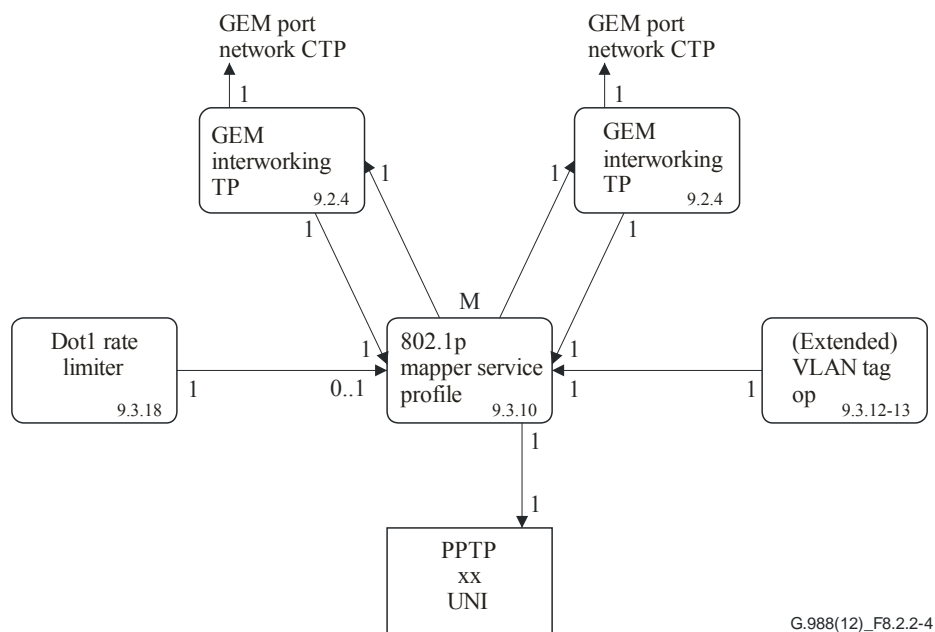 GEM port
network CTP
GEM port
network CTP
1
1
GEM
interworking
TP
9.2.4
GEM
interworking
TP
9.2.4
1
1
1
1
M
Dot1 rate
limiter
9.3.18
802.1p
mapper service
profile
9.3.10
(Extended)
VLAN tag
op
9.3.12-13
1
1
1
0..1
1
1
1
1
PPTP
xx
UNI
G.988(12)_F8.2.2-4